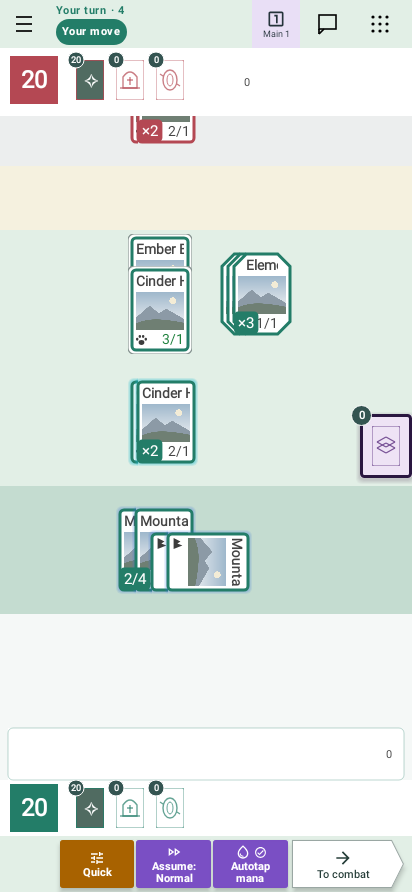 Your turn · 4
Your move
1
Main 1
20
20
0
0
0
×2
2/1
Ember
Cinder H
3/1
Elem
×3
1/1
Cinder H
×2
2/1
0
M
Mounta
Mounta
2/4
0
20
20
0
0
Quick
Assume:
Normal
Autotap
mana
To combat